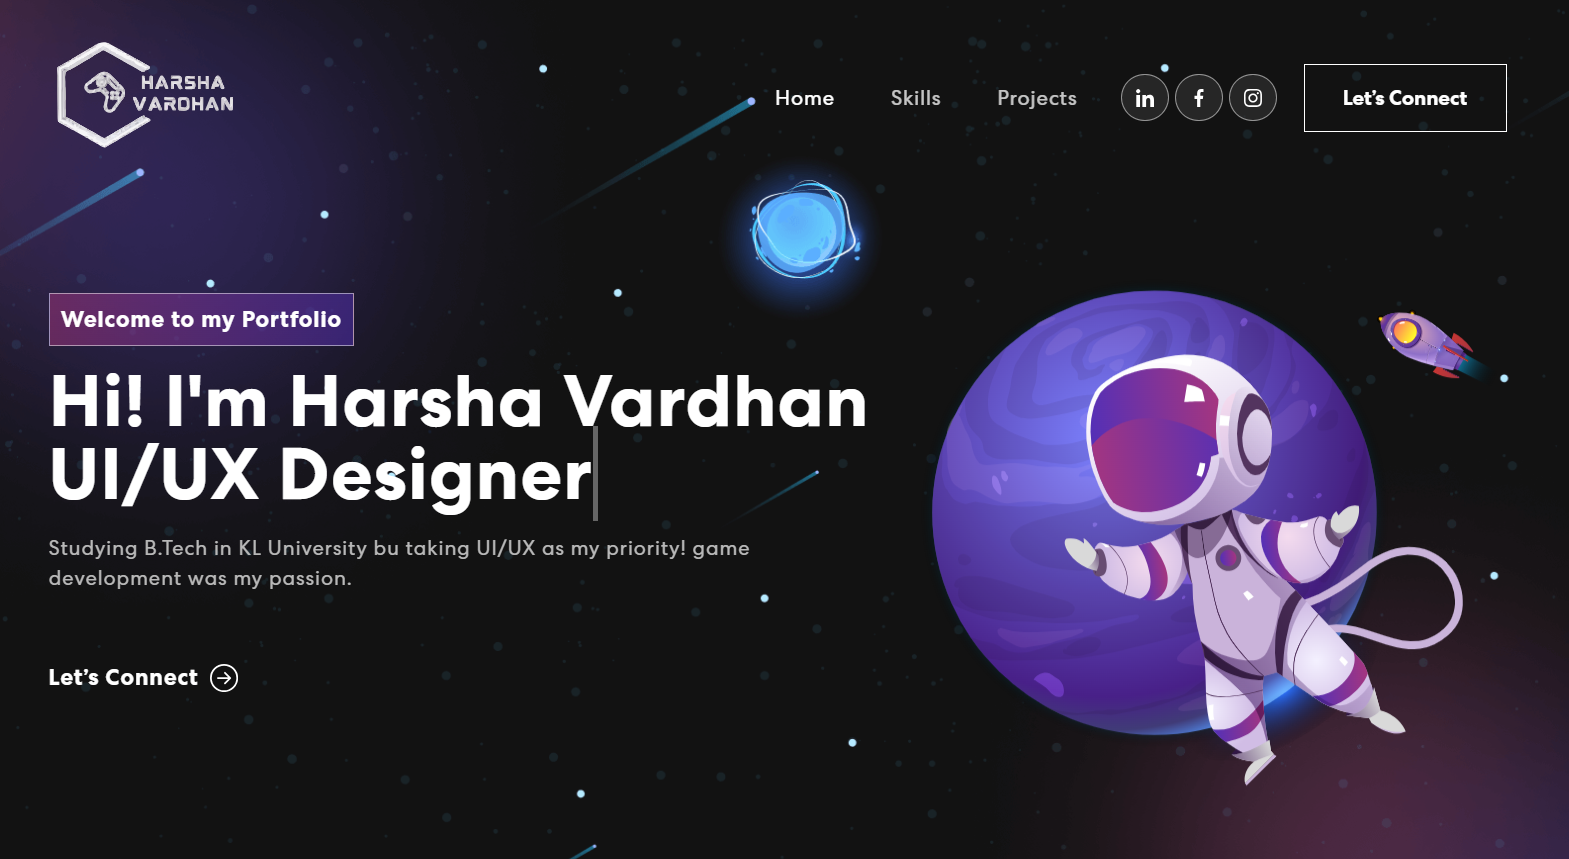 HARSHA
VARDHAN
Home
Skills
Projects
Let's Connect
Welcome to my Portfolio
Hi! I'm Harsha Vardhan
UI/UX Designer
Studying B.Tech in KL University bu taking UI/UX as my priority! game
development was my passion.
Let's Connect